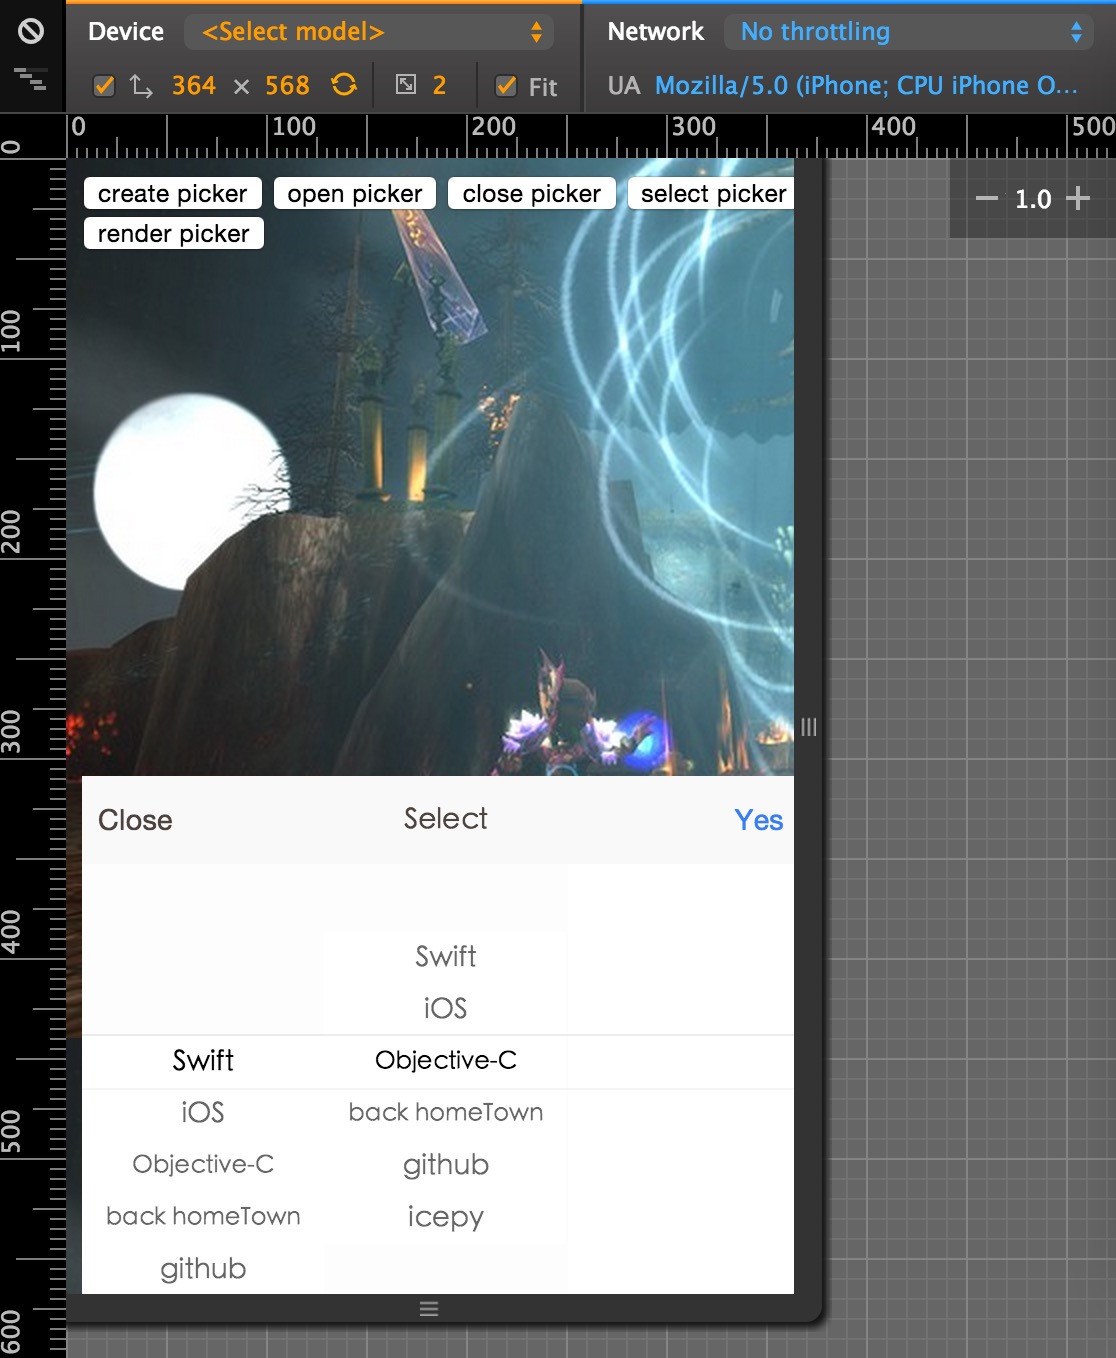 Device <Select model> Network No throttling
364 × 568 2 Fit UA Mozilla/5.0 (iPhone; CPU iPhone O...
0 100 200 300 400 500
0
100
200
300
400
500
600
− 1.0 +
create picker open picker close picker select picker
render picker
Close Select Yes
Swift
iOS
Swift Objective-C
iOS back homeTown
Objective-C github
back homeTown icepy
github